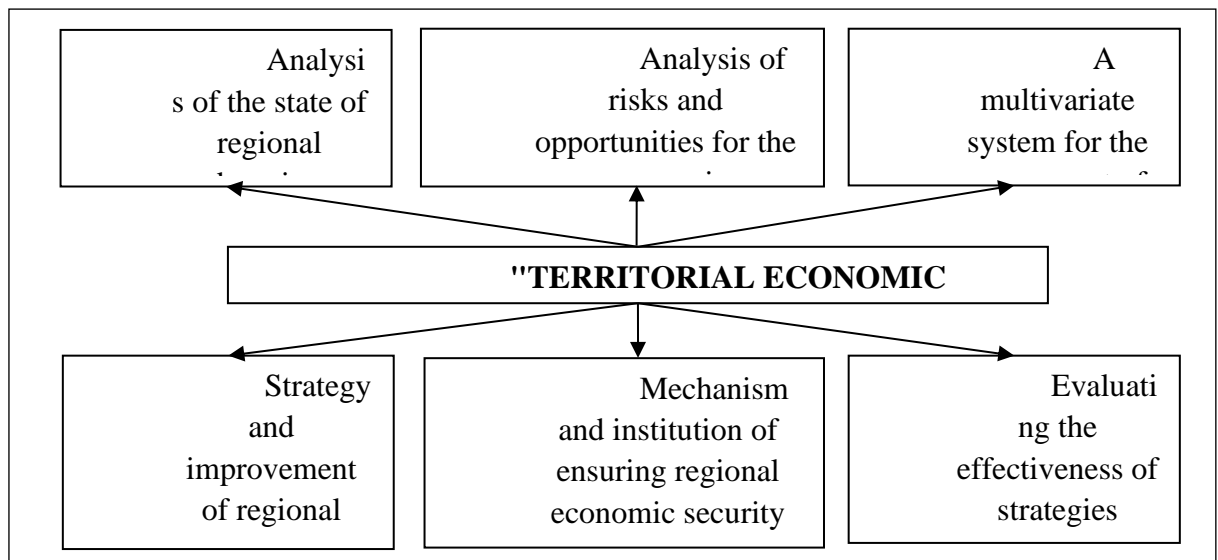 Analysi
s of the state of
regional
Analysis of
risks and
opportunities for the
A
multivariate
system for the
"TERRITORIAL ECONOMIC
Strategy
and
improvement
of regional
Mechanism
and institution of
ensuring regional
economic security
Evaluati
ng the
effectiveness of
strategies